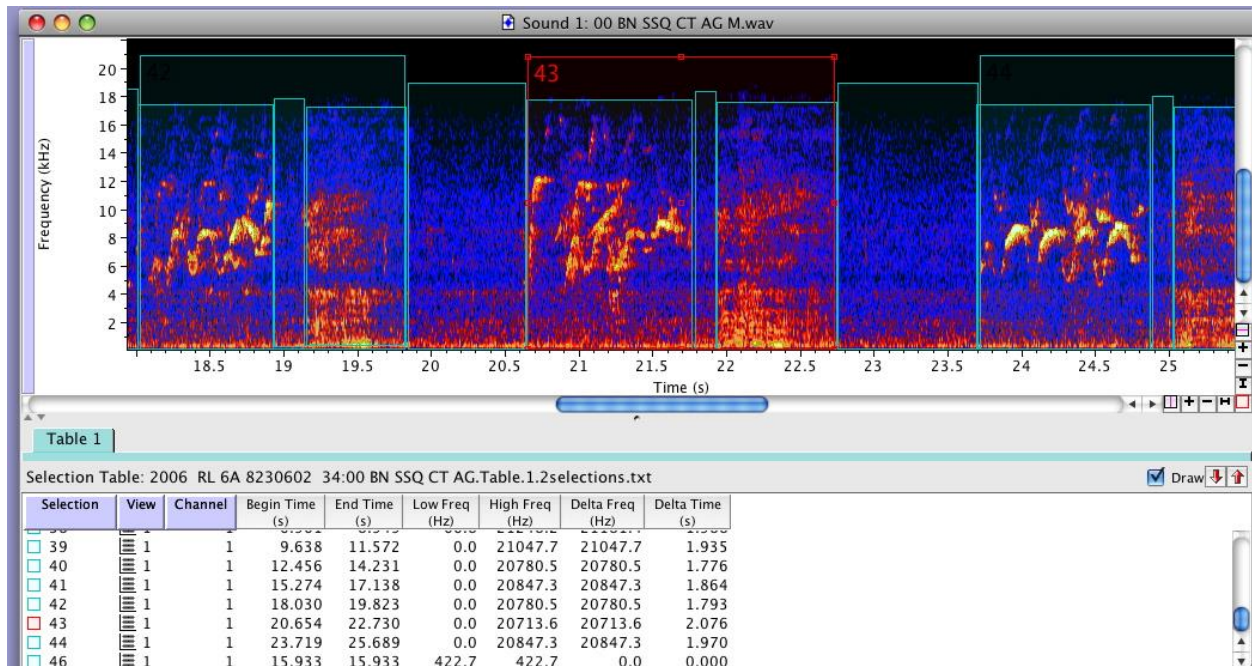 Sound 1: 00 BN SSQ CT AG M.wav
42
43
44
20
18
16
14
12
10
8
6
4
2
Frequency (kHz)
18.5 19 19.5 20 20.5 21 21.5 22 22.5 23 23.5 24 24.5 25
Time (s)
Table 1
Selection Table: 2006 RL 6A 8230602 34:00 BN SSQ CT AG.Table.1.2selections.txt
Draw
Selection View Channel Begin Time (s) End Time (s) Low Freq (Hz) High Freq (Hz) Delta Freq (Hz) Delta Time (s)
39 1 1 9.638 11.572 0.0 21047.7 21047.7 1.935
40 1 1 12.456 14.231 0.0 20780.5 20780.5 1.776
41 1 1 15.274 17.138 0.0 20847.3 20847.3 1.864
42 1 1 18.030 19.823 0.0 20780.5 20780.5 1.793
43 1 1 20.654 22.730 0.0 20713.6 20713.6 2.076
44 1 1 23.719 25.689 0.0 20847.3 20847.3 1.970
46 1 1 15.933 15.933 422.7 422.7 0.0 0.000